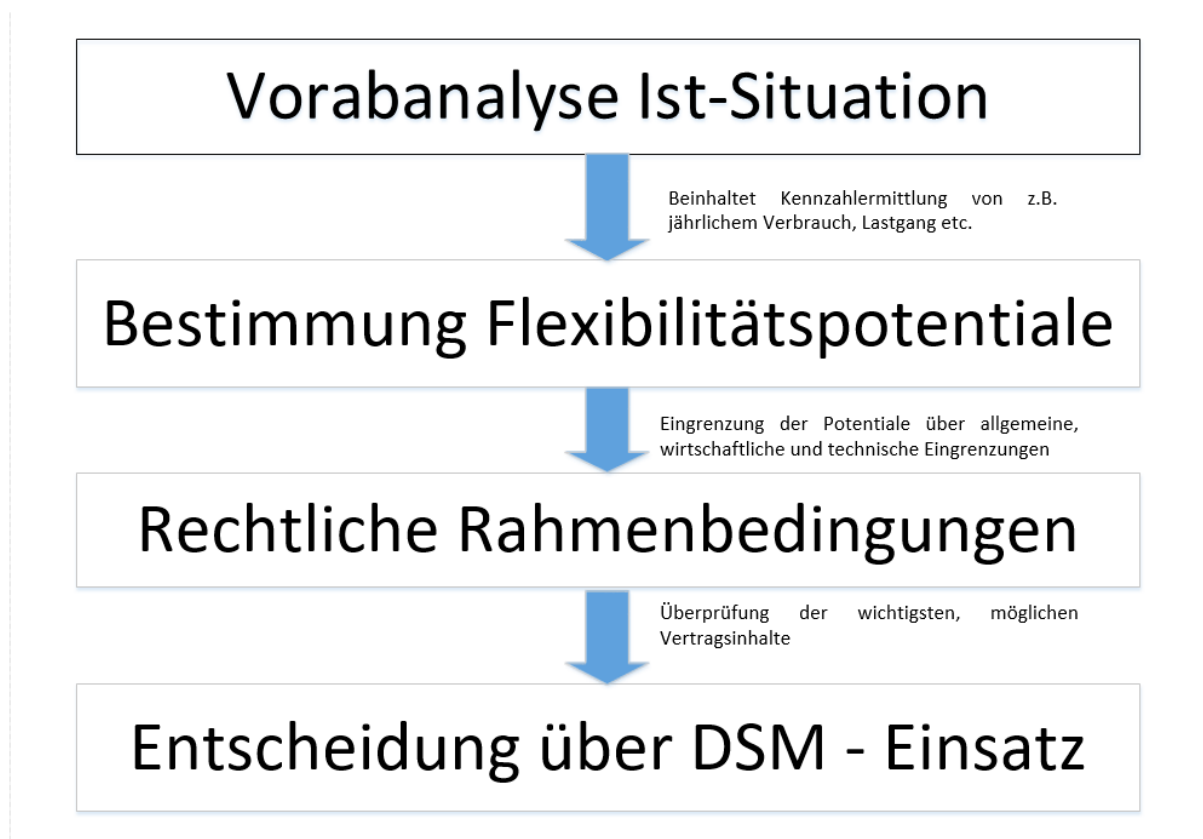 Vorabanalyse Ist-Situation
Beinhaltet Kennzahlermittlung von z.B.
jährlichem Verbrauch, Lastgang etc.
Bestimmung Flexibilitätspotentiale
Eingrenzung der Potentiale über allgemeine,
wirtschaftliche und technische Eingrenzungen
Rechtliche Rahmenbedingungen
Überprüfung der wichtigsten, möglichen
Vertragsinhalte
Entscheidung über DSM - Einsatz